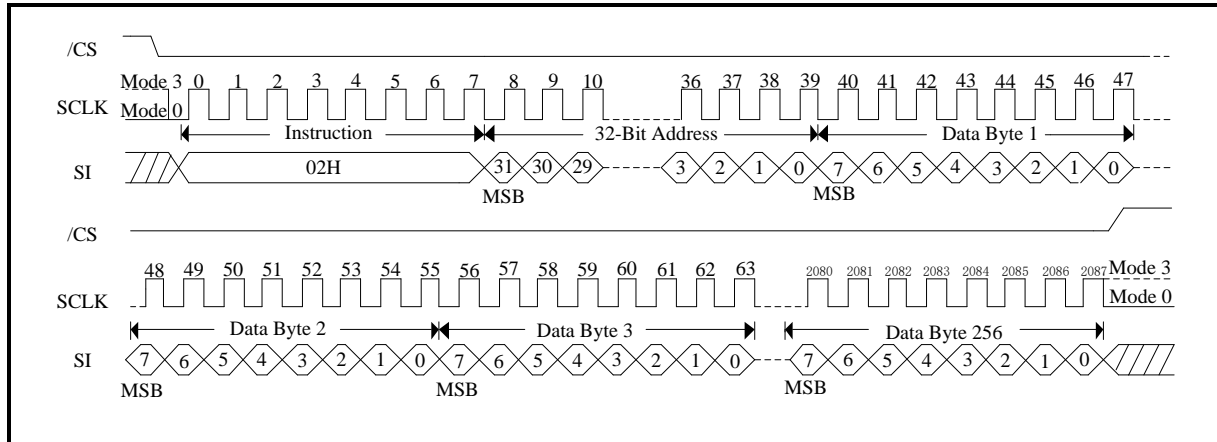 /CS
Mode 3 0 1 2 3 4 5 6 7 8 9 10 36 37 38 39 40 41 42 43 44 45 46 47
SCLK Mode 0
Instruction 32-Bit Address Data Byte 1
SI 02H 31 30 29 3 2 1 0 7 6 5 4 3 2 1 0
MSB MSB
/CS
48 49 50 51 52 53 54 55 56 57 58 59 60 61 62 63 2080 2081 2082 2083 2084 2085 2086 2087 Mode 3
SCLK Mode 0
Data Byte 2 Data Byte 3 Data Byte 256
SI 7 6 5 4 3 2 1 0 7 6 5 4 3 2 1 0 7 6 5 4 3 2 1 0
MSB MSB MSB